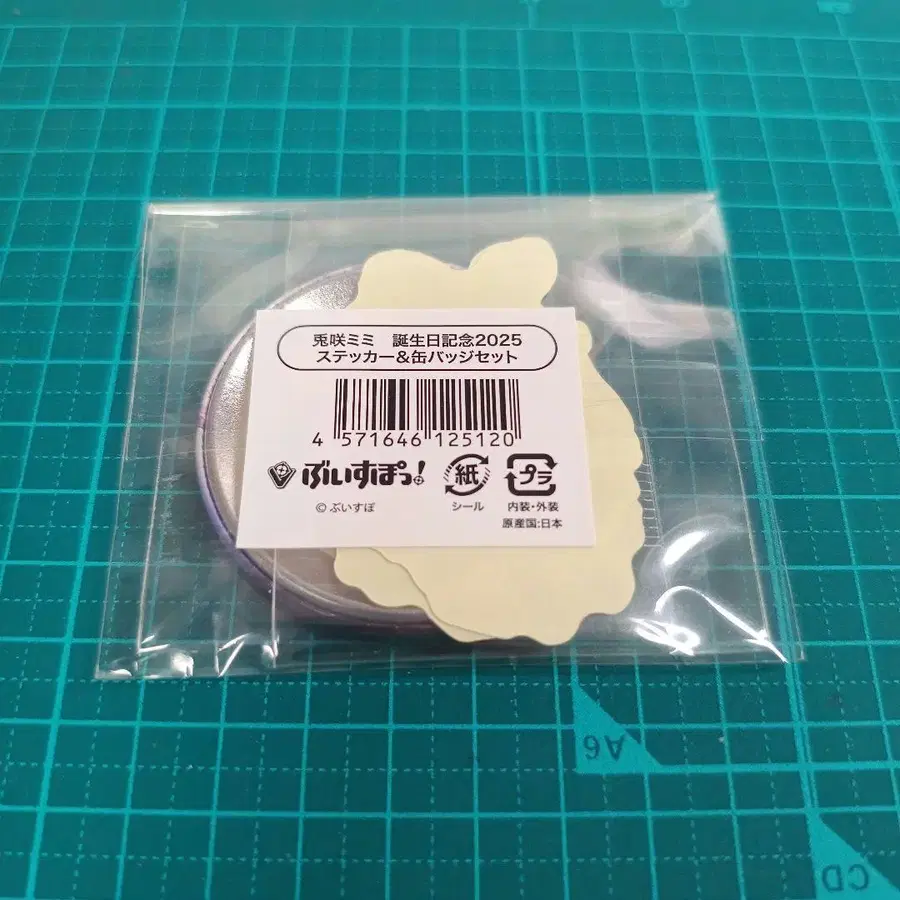 兎咲ミミ 誕生日記念2025
ステッカー&缶バッジセット
4 571646 125120
ぶいすぽっ!
紙
プラ
©ぶいすぽ
シール
内装・外装
原産国:日本
A6
CD